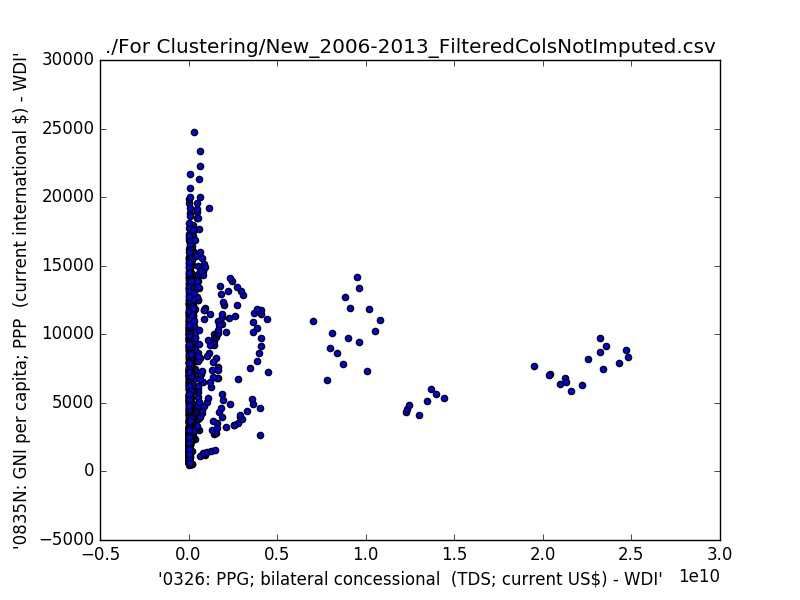 ./For Clustering/New_2006-2013_FilteredColsNotImputed.csv
'0835N: GNI per capita; PPP  (current international $) - WDI'
30000
25000
20000
15000
10000
5000
0
−5000
−0.5 0.0 0.5 1.0 1.5 2.0 2.5 3.0
'0326: PPG; bilateral concessional  (TDS; current US$) - WDI' 1e10